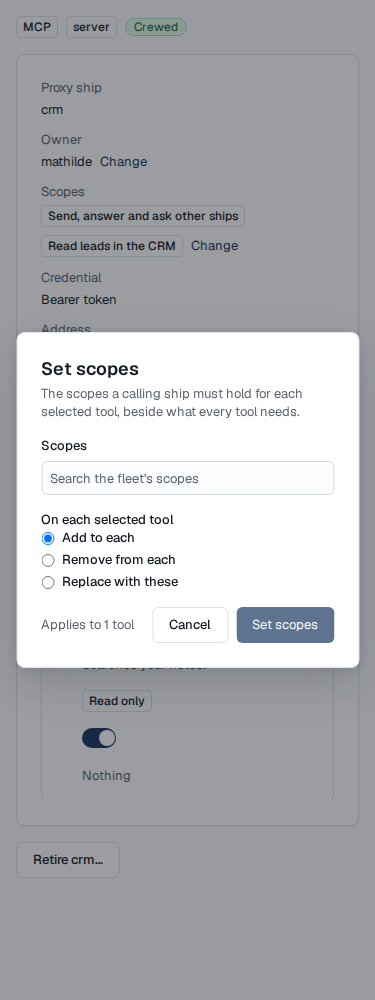 MCP server Crewed
Proxy ship
crm
Owner
mathilde Change
Scopes
Send, answer and ask other ships
Read leads in the CRM Change
Credential
Bearer token
Address
Set scopes
The scopes a calling ship must hold for each
selected tool, beside what every tool needs.
Scopes
Search the fleet's scopes
On each selected tool
Add to each
Remove from each
Replace with these
Applies to 1 tool Cancel Set scopes
Read only
Nothing
Retire crm...